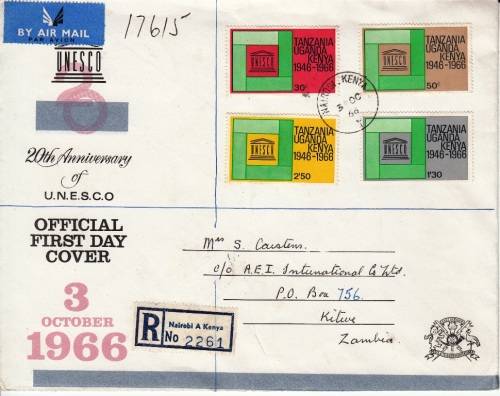 BY AIR MAIL
PAR AVION
17615
UNESCO
20th Anniversary
of
U.N.E.S.C.O
OFFICIAL
FIRST DAY
COVER
3
OCTOBER
1966
UNESCO
TANZANIA
UGANDA
KENYA
1946-1966
30c
UNESCO
TANZANIA
UGANDA
KENYA
1946-1966
50c
NAIROBI, KENYA
3 OC
66
UNESCO
TANZANIA
UGANDA
KENYA
1946-1966
2'50
UNESCO
TANZANIA
UGANDA
KENYA
1946-1966
1'30
S.
c/o A.E.I. International Co Ltd.
P.O. Box 756.
Kitwe
Zambia.
R Nairobi A Kenya
No 2261